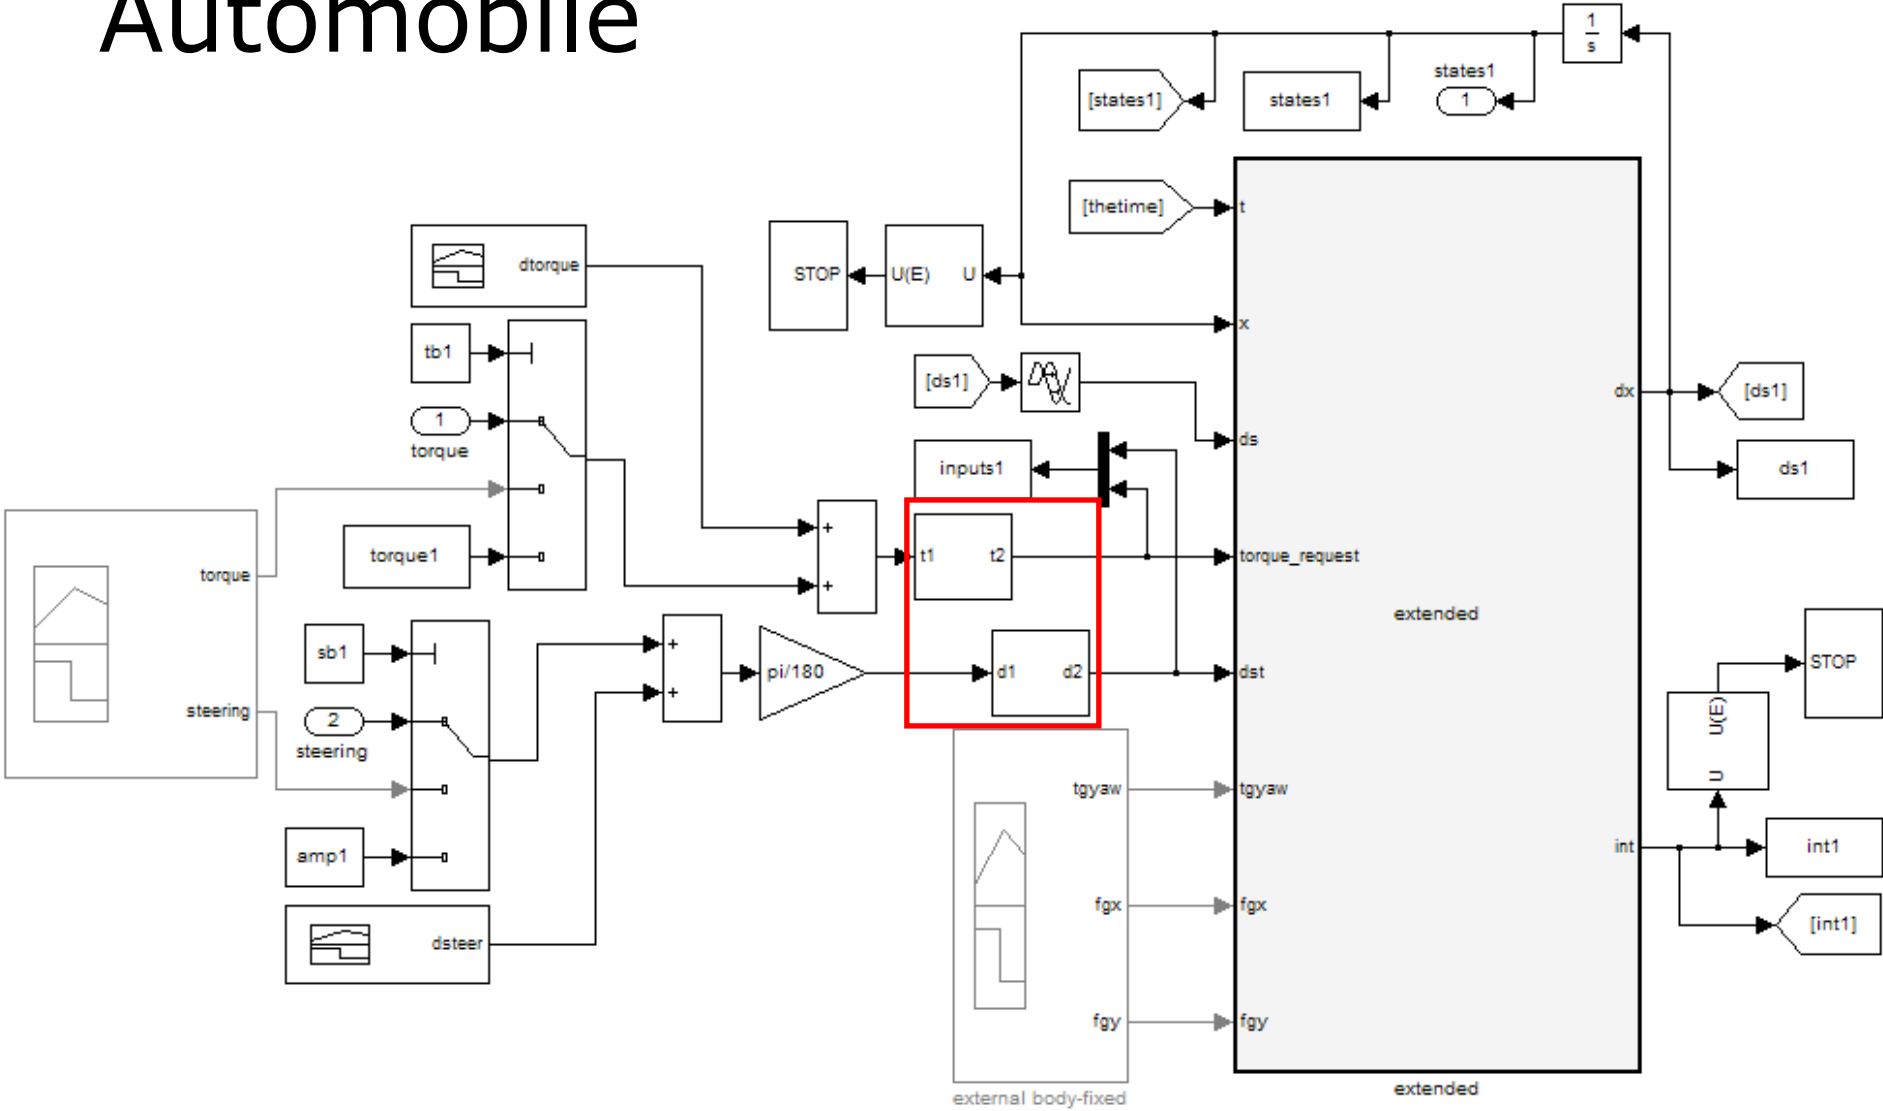 Automobile
1
s
states1
[states1]
states1
1
[thetime]
t
dtorque
STOP
U(E)
U
x
tb1
[ds1]
dx
[ds1]
1
torque
ds
inputs1
ds1
torque1
+
+
t1
t2
torque_request
torque
extended
sb1
+
+
pi/180
d1
d2
dst
STOP
steering
2
steering
U(E)
U
tgyaw
tgyaw
amp1
int
int1
fgx
fgx
[int1]
dsteer
fgy
fgy
external body-fixed
extended